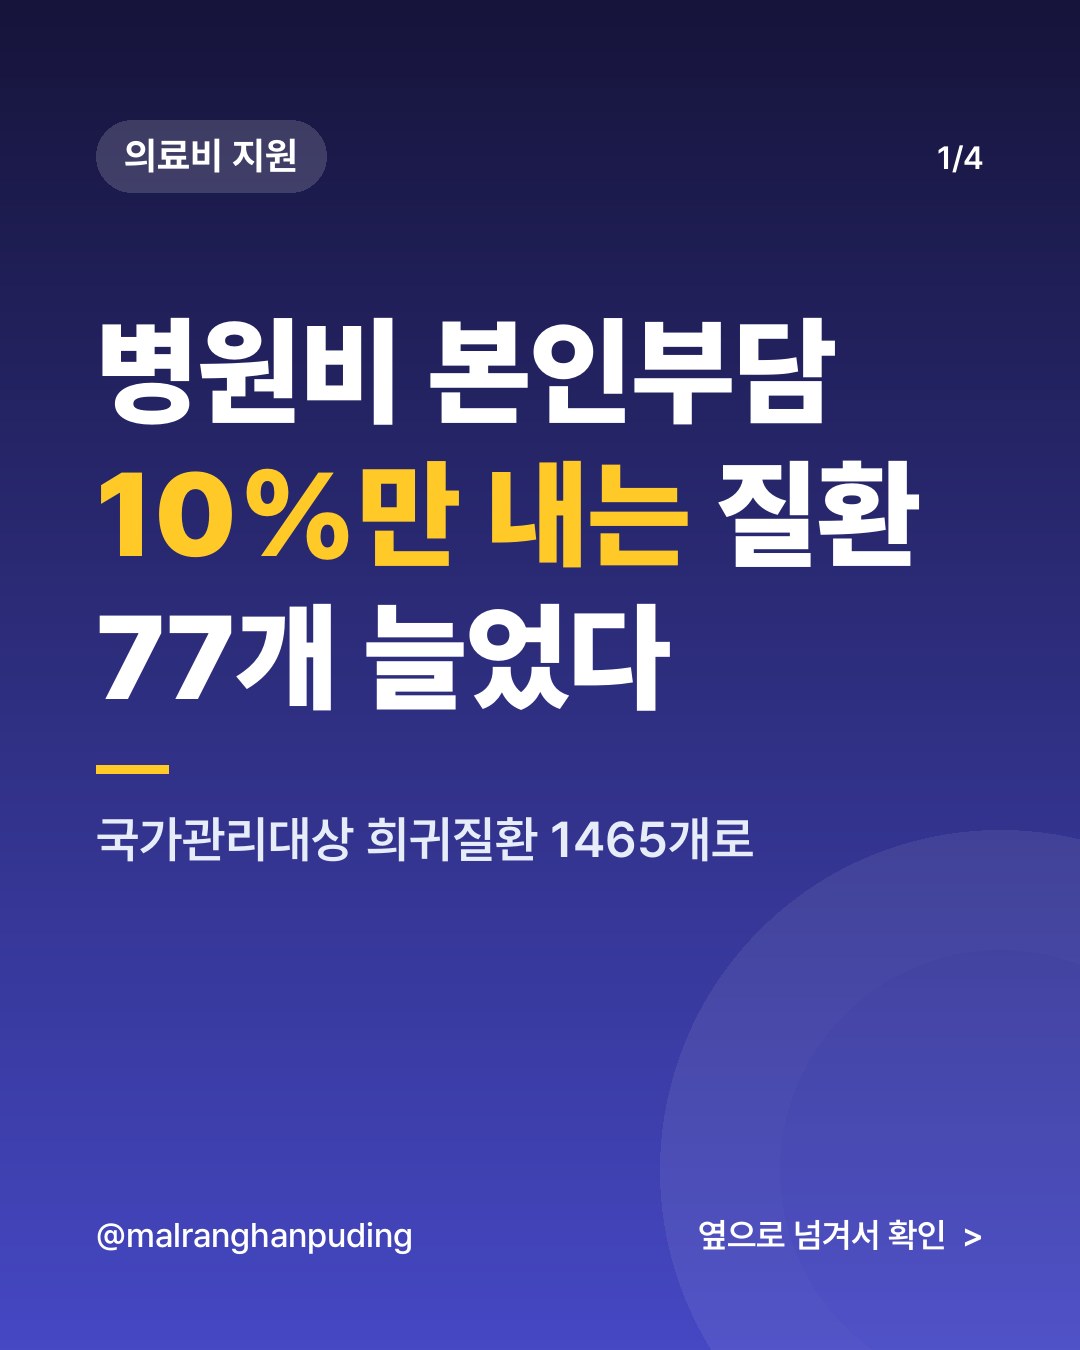 의료비 지원
1/4
병원비 본인부담
10%만 내는 질환
77개 늘었다
국가관리대상 희귀질환 1465개로
@malranghanpuding
옆으로 넘겨서 확인 >